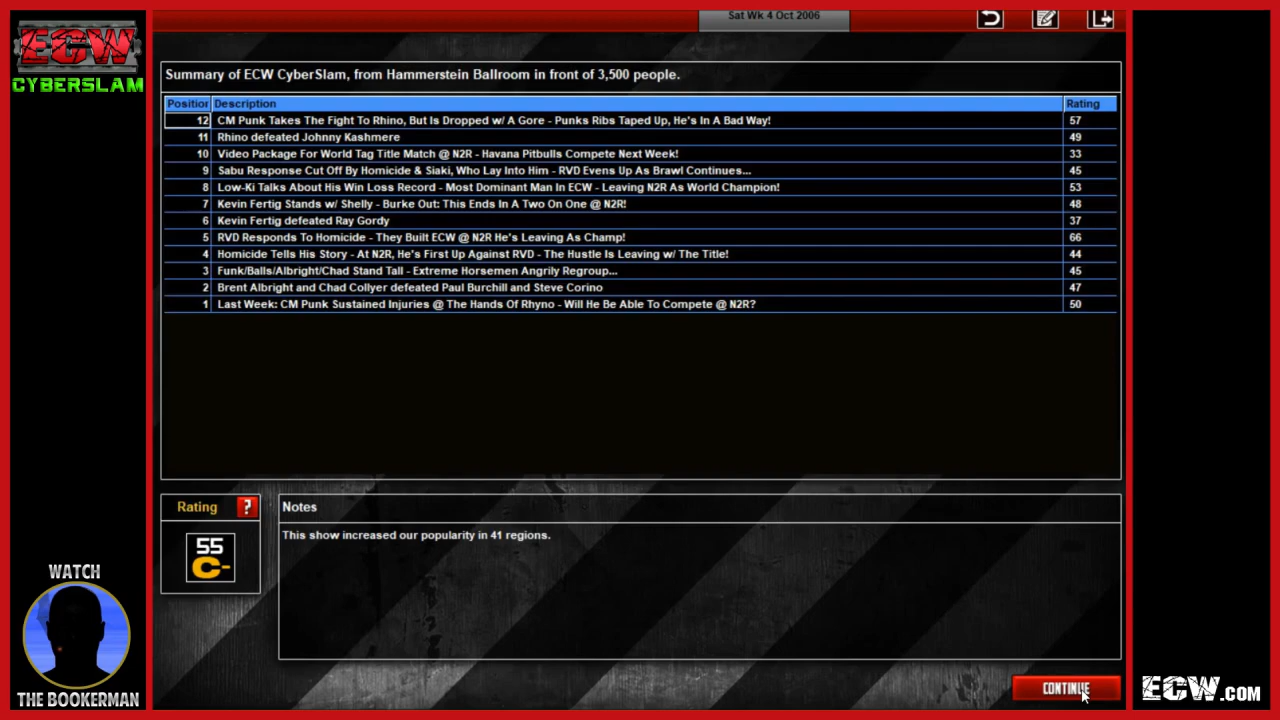 ECW
CYBERSLAM
Sat Wk 4 Oct 2006
Summary of ECW CyberSlam, from Hammerstein Ballroom in front of 3,500 people.
Position Description Rating
12 CM Punk Takes The Fight To Rhino, But Is Dropped w/ A Gore - Punks Ribs Taped Up, He's In A Bad Way! 57
11 Rhino defeated Johnny Kashmere 49
10 Video Package For World Tag Title Match @ N2R - Havana Pitbulls Compete Next Week! 33
9 Sabu Response Cut Off By Homicide & Siaki, Who Lay Into Him - RVD Evens Up As Brawl Continues... 45
8 Low-Ki Talks About His Win Loss Record - Most Dominant Man In ECW - Leaving N2R As World Champion! 53
7 Kevin Fertig Stands w/ Shelly - Burke Out: This Ends In A Two On One @ N2R! 48
6 Kevin Fertig defeated Ray Gordy 37
5 RVD Responds To Homicide - They Built ECW @ N2R He's Leaving As Champ! 66
4 Homicide Tells His Story - At N2R, He's First Up Against RVD - The Hustle Is Leaving w/ The Title! 44
3 Funk/Balls/Albright/Chad Stand Tall - Extreme Horsemen Angrily Regroup... 45
2 Brent Albright and Chad Collyer defeated Paul Burchill and Steve Corino 47
1 Last Week: CM Punk Sustained Injuries @ The Hands Of Rhyno - Will He Be Able To Compete @ N2R? 50
Rating ?
55
C-
Notes
This show increased our popularity in 41 regions.
WATCH
THE BOOKERMAN
CONTINUE
ECW.COM